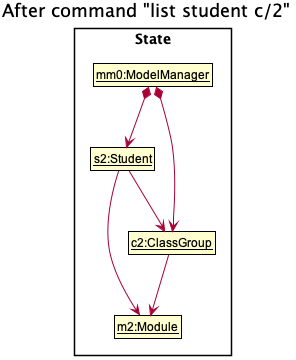 After command "list student c/2"
State
mm0:ModelManager
s2:Student
c2:ClassGroup
m2:Module